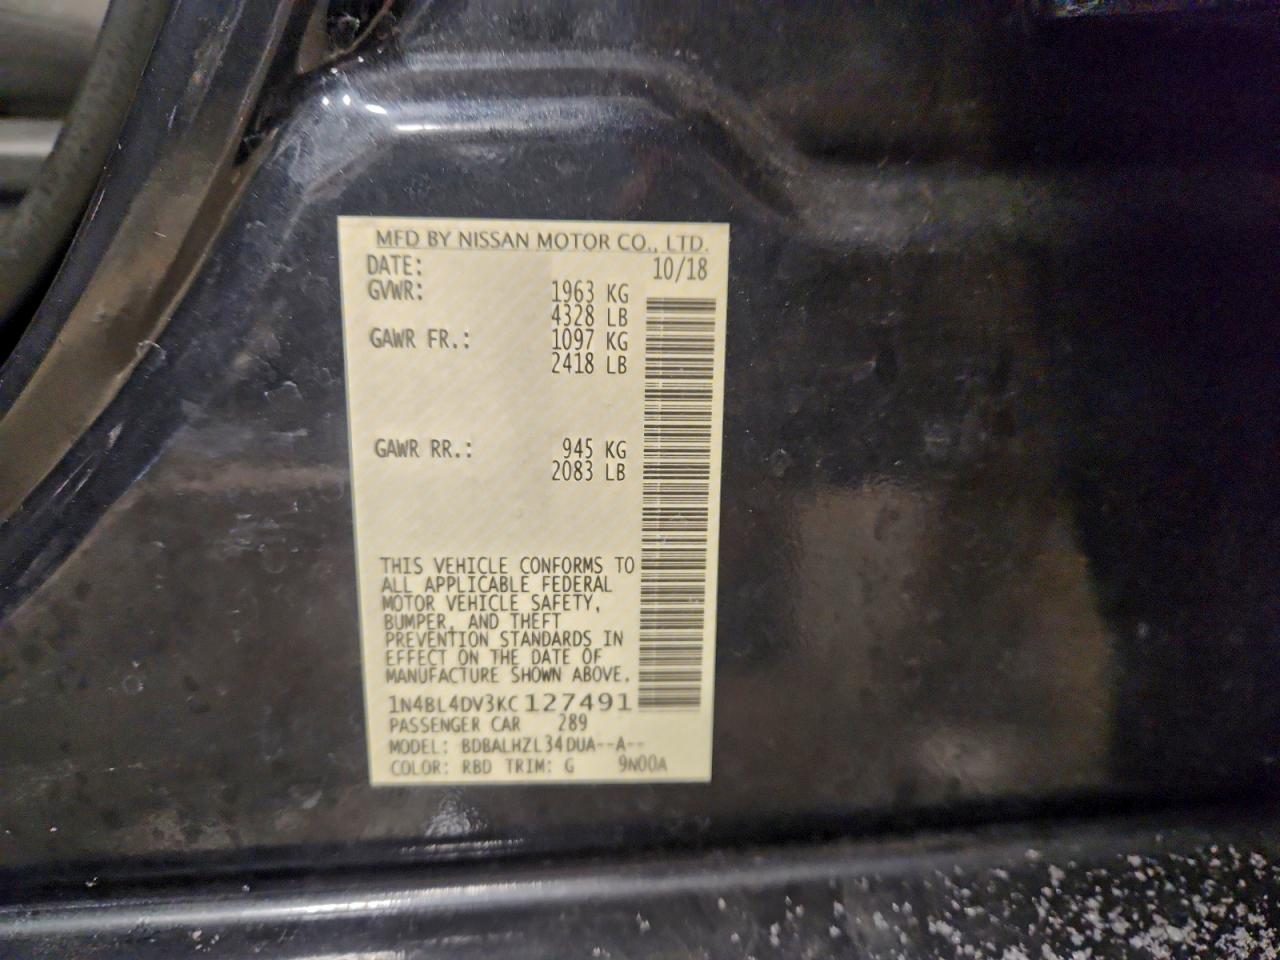 MFD BY NISSAN MOTOR CO., LTD.
DATE: 10/18
GVWR: 1963 KG
4328 LB
GAWR FR.: 1097 KG
2418 LB
GAWR RR.: 945 KG
2083 LB
THIS VEHICLE CONFORMS TO
ALL APPLICABLE FEDERAL
MOTOR VEHICLE SAFETY,
BUMPER, AND THEFT
PREVENTION STANDARDS IN
EFFECT ON THE DATE OF
MANUFACTURE SHOWN ABOVE.
1N4BL4DV3KC127491
PASSENGER CAR 289
MODEL: BDBALHZL34DUA--A--
COLOR: RBD TRIM: G 9N00A